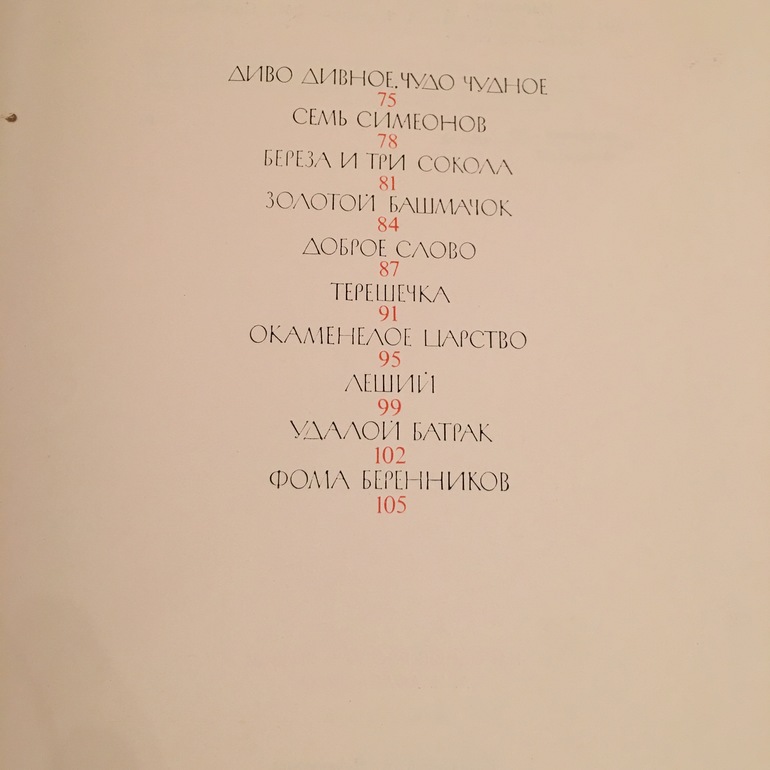 ДИВО ДИВНОЕ, ЧУДО ЧУДНОЕ
75
СЕМЬ СИМЕОНОВ
78
БЕРЕЗА И ТРИ СОКОЛА
81
ЗОЛОТОЙ БАШМАЧОК
84
ДОБРОЕ СЛОВО
87
ТЕРЕШЕЧКА
91
ОКАМЕНЕЛОЕ ЦАРСТВО
95
ЛЕШИЙ
99
УДАЛОЙ БАТРАК
102
ФОМА БЕРЕННИКОВ
105